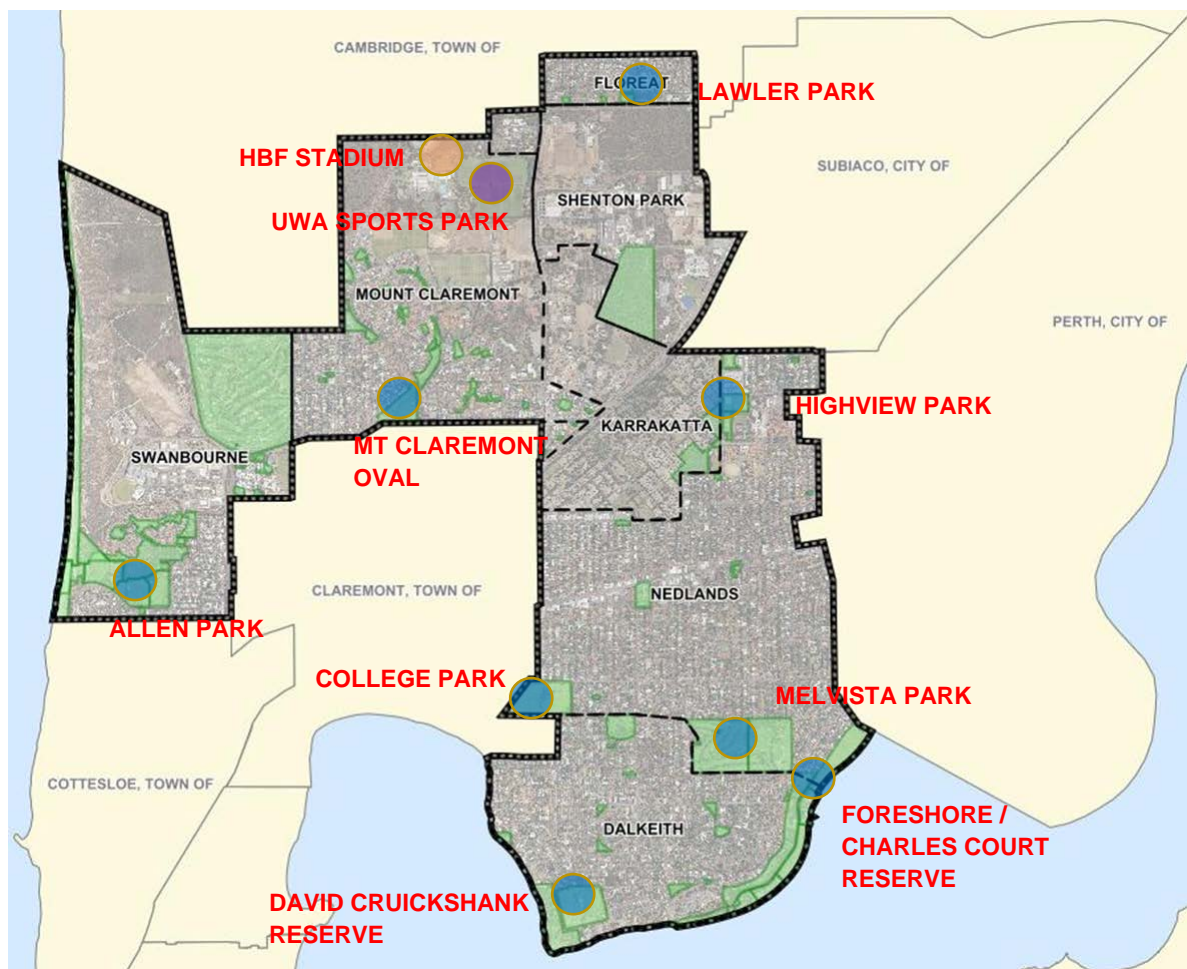 CAMBRIDGE, TOWN OF
FLOREAT
LAWLER PARK
HBF STADIUM
SUBIACO, CITY OF
UWA SPORTS PARK
SHENTON PARK
MOUNT CLAREMONT
PERTH, CITY OF
HIGHVIEW PARK
KARRAKATTA
MT CLAREMONT
OVAL
SWANBOURNE
CLAREMONT, TOWN OF
NEDLANDS
ALLEN PARK
COLLEGE PARK
MELVISTA PARK
COTTESLOE, TOWN OF
FORESHORE /
CHARLES COURT
RESERVE
DALKEITH
DAVID CRUICKSHANK
RESERVE